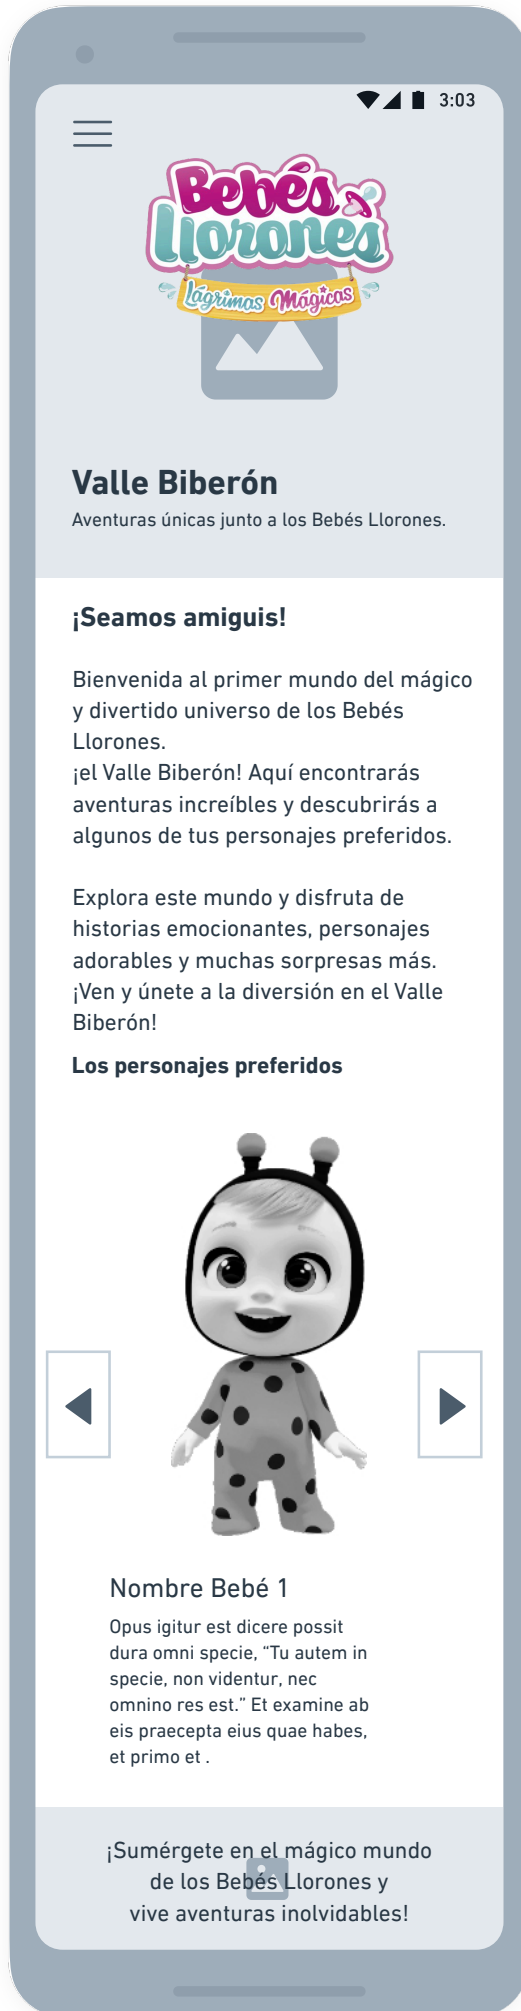 3:03
Bebés
Llorones
Lágrimas Mágicas
Valle Biberón
Aventuras únicas junto a los Bebés Llorones.
¡Seamos amiguis!
Bienvenida al primer mundo del mágico
y divertido universo de los Bebés
Llorones.
¡el Valle Biberón! Aquí encontrarás
aventuras increíbles y descubrirás a
algunos de tus personajes preferidos.
Explora este mundo y disfruta de
historias emocionantes, personajes
adorables y muchas sorpresas más.
¡Ven y únete a la diversión en el Valle
Biberón!
Los personajes preferidos
Nombre Bebé 1
Opus igitur est dicere possit
dura omni specie, “Tu autem in
specie, non videntur, nec
omnino res est.” Et examine ab
eis praecepta eius quae habes,
et primo et .
¡Sumérgete en el mágico mundo
de los Bebés Llorones y
vive aventuras inolvidables!